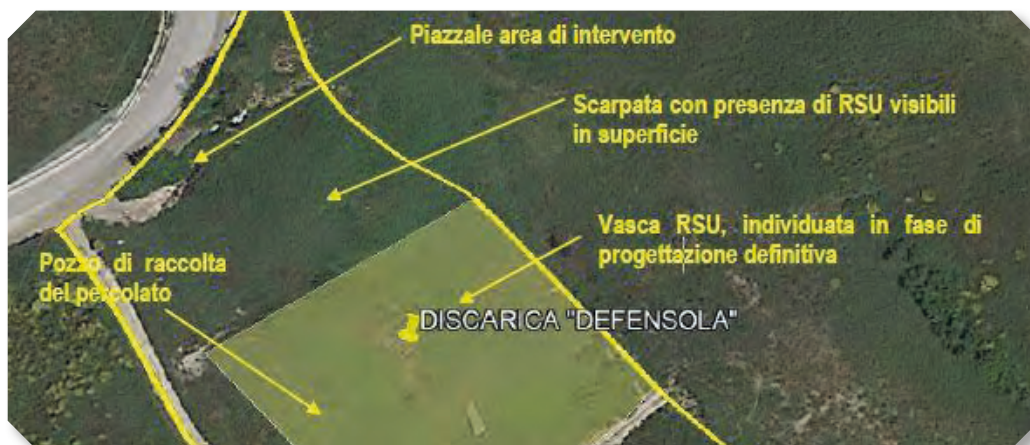 Piazzale area di intervento
Scarpata con presenza di RSU visibili
in superficie
Vasca RSU, individuata in fase di
progettazione definitiva
Pozzo di raccolta
del percolato
DISCARICA "DEFENSOLA"